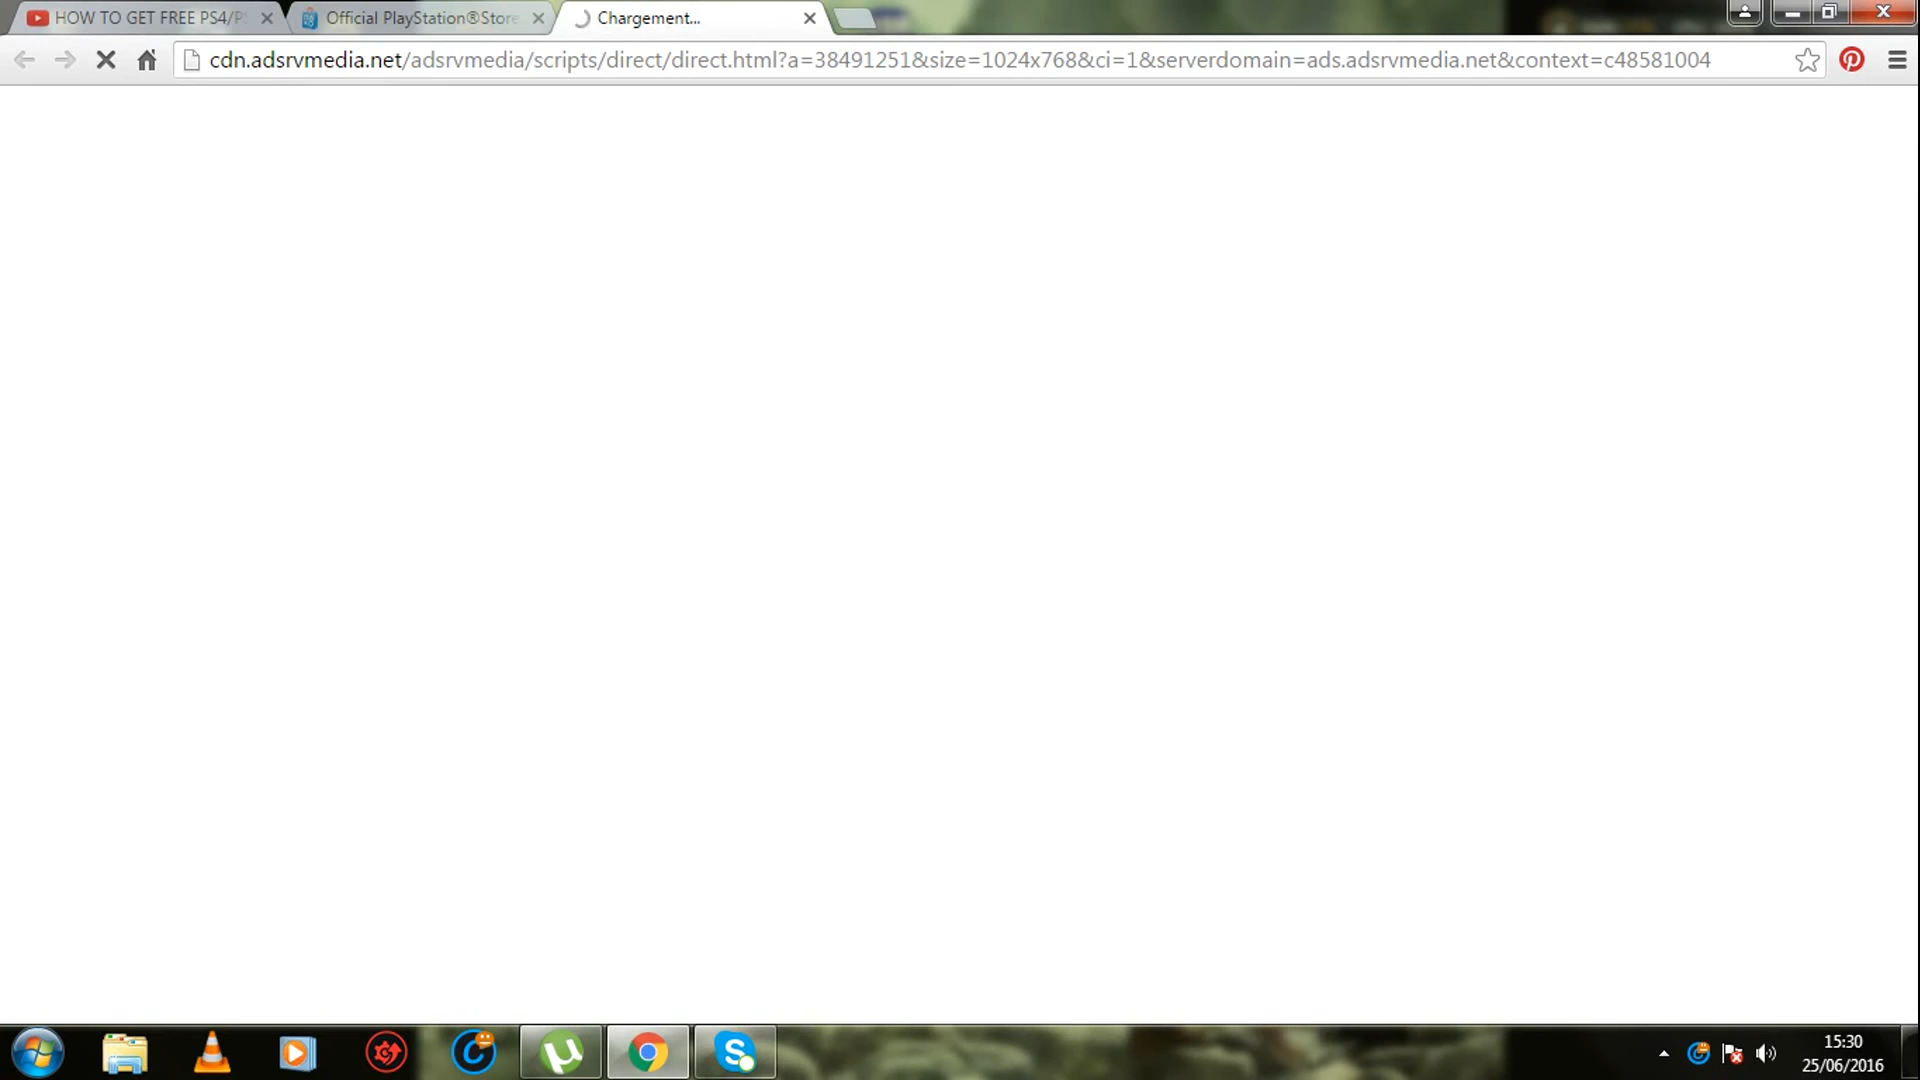 HOW TO GET FREE PS4/P
Official PlayStation®Store
Chargement...
cdn.adsrvmedia.net/adsrvmedia/scripts/direct/direct.html?a=38491251&size=1024x768&ci=1&serverdomain=ads.adsrvmedia.net&context=c48581004
15:30
25/06/2016